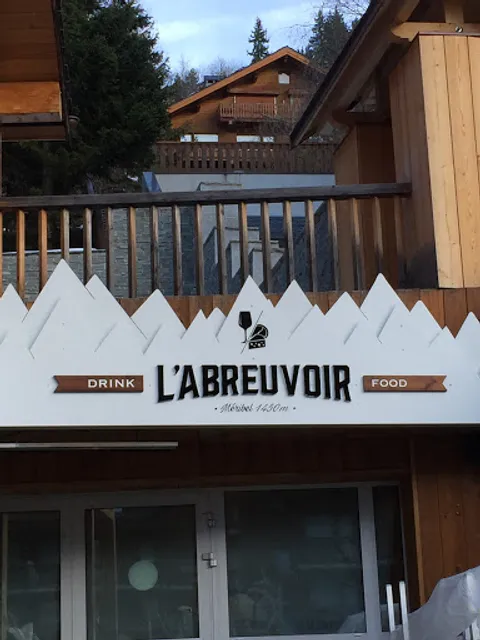 DRINK L'ABREUVOIR FOOD
• Méribel 1450m •